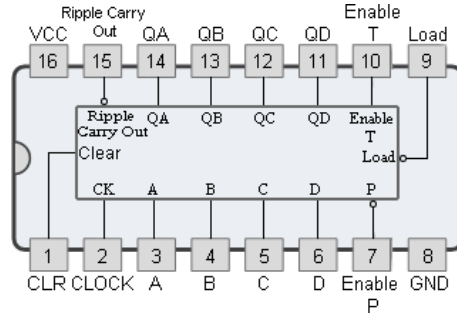 Ripple Carry
Out
Enable
T
VCC QA QB QC QD Load
16 15 14 13 12 11 10 9
Ripple
Carry Out
QA QB QC QD Enable
T
Clear
Load
CK A B C D P
1 2 3 4 5 6 7 8
CLR CLOCK A B C D Enable
P
GND